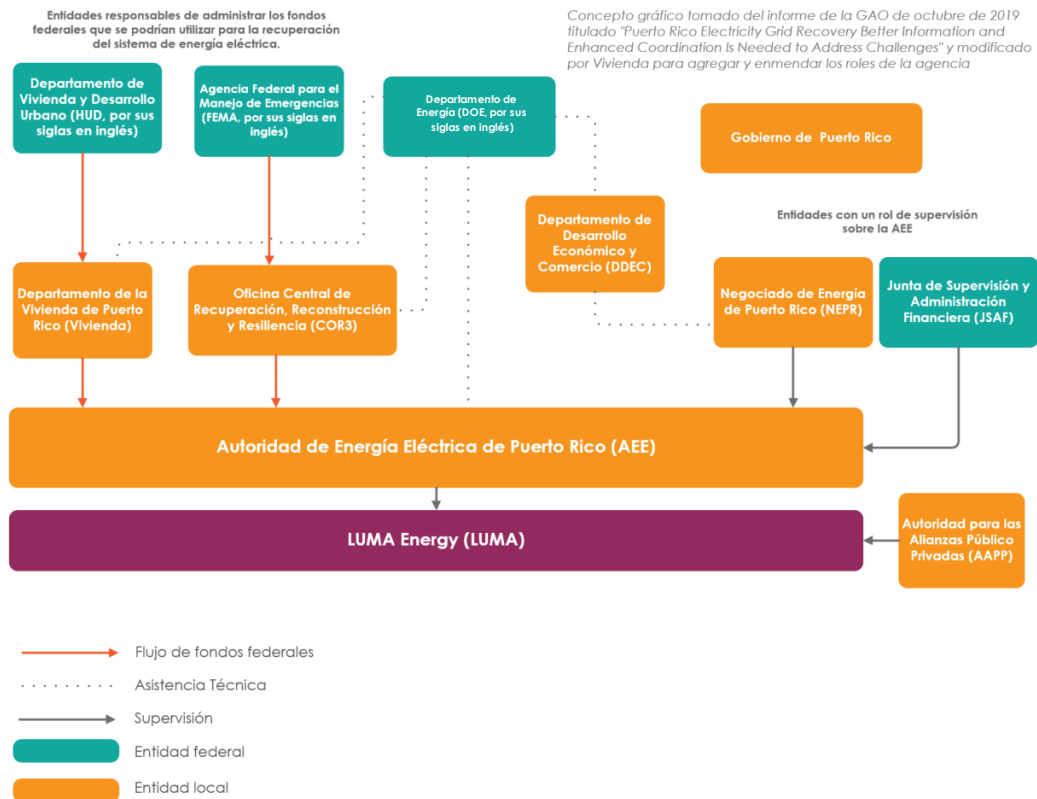 Entidades responsables de administrar los fondos
federales que se podrían utilizar para la recuperación
del sistema de energía eléctrica.
Concepto gráfico tomado del informe de la GAO de octubre de 2019
titulado "Puerto Rico Electricity Grid Recovery Better Information and
Enhanced Coordination Is Needed to Address Challenges" y modificado
por Vivienda para agregar y enmendar los roles de la agencia
Departamento de
Vivienda y Desarrollo
Urbano (HUD, por sus
siglas en inglés)
Agencia Federal para el
Manejo de Emergencias
(FEMA, por sus siglas en
inglés)
Departamento de
Energía (DOE, por sus
siglas en inglés)
Gobierno de Puerto Rico
Departamento de
Desarrollo
Económico y
Comercio (DDEC)
Entidades con un rol de supervisión
sobre la AEE
Departamento de la
Vivienda de Puerto
Rico (Vivienda)
Oficina Central de
Recuperación, Reconstrucción
y Resiliencia (COR3)
Negociado de Energía
de Puerto Rico (NEPR)
Junta de Supervisión y
Administración
Financiera (JSAF)
Autoridad de Energía Eléctrica de Puerto Rico (AEE)
LUMA Energy (LUMA)
Autoridad para las
Alianzas Público
Privadas (AAPP)
Flujo de fondos federales
Asistencia Técnica
Supervisión
Entidad federal
Entidad local